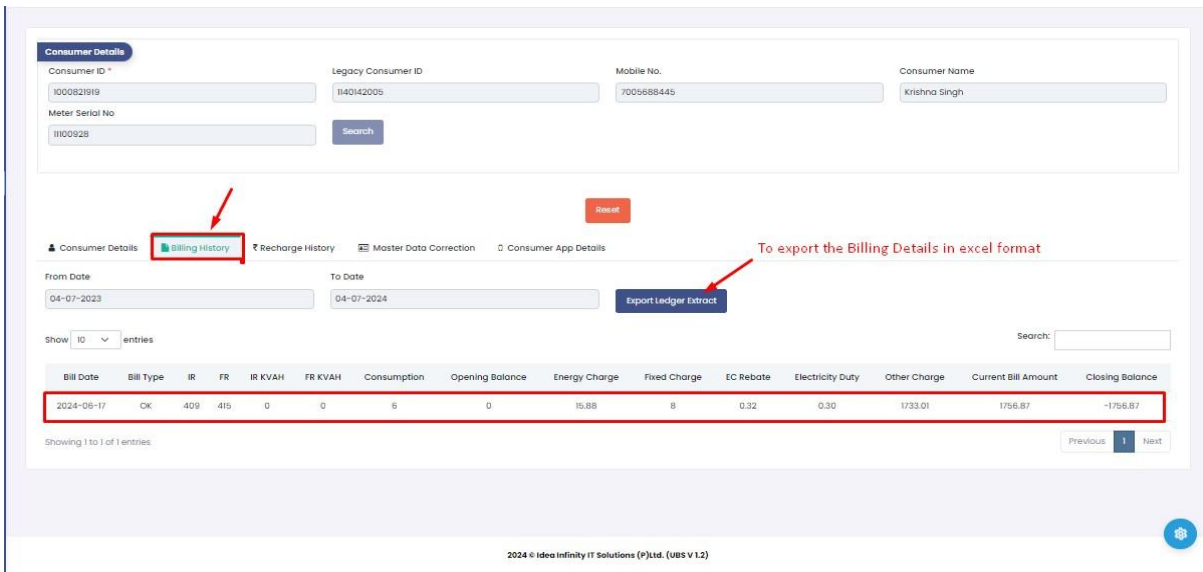 Consumer Details
Consumer ID * Legacy Consumer ID Mobile No. Consumer Name
1000821919 1140142005 7005688445 Krishna Singh
Meter Serial No
11100928 Search
Reset
Consumer Details Billing History ₹ Recharge History Master Data Correction Consumer App Details
To export the Billing Details in excel format
From Date To Date
04-07-2023 04-07-2024 Export Ledger Extract
Show 10 entries Search:
Bill Date Bill Type IR FR IR KVAH FR KVAH Consumption Opening Balance Energy Charge Fixed Charge EC Rebate Electricity Duty Other Charge Current Bill Amount Closing Balance
2024-06-17 OK 409 415 0 0 6 0 15.88 8 0.32 0.30 1733.01 1756.87 -1756.87
Showing 1 to 1 of 1 entries Previous 1 Next
2024 © Idea Infinity IT Solutions (P)Ltd. (UBS V 1.2)